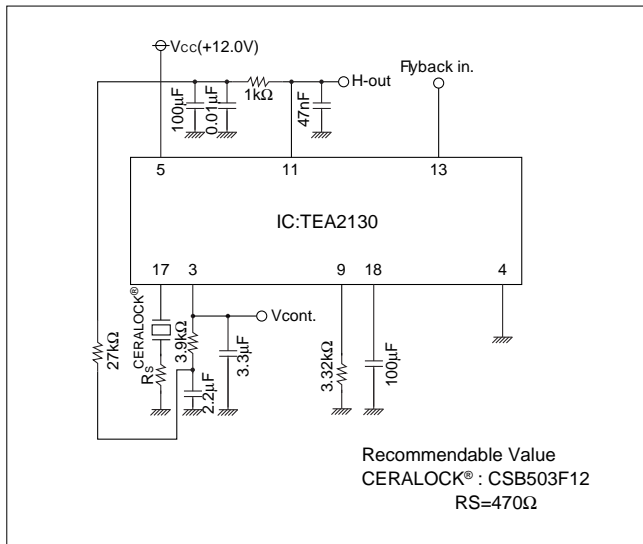 VCC(+12.0V)
H-out
Flyback in.
100μF
0.01μF
1kΩ
47nF
5
11
13
IC:TEA2130
17
3
9
18
4
CERALOCK®
Vcont.
27kΩ
RS
3.9kΩ
2.2μF
3.3μF
3.32kΩ
100μF
Recommendable Value
CERALOCK® : CSB503F12
RS=470Ω